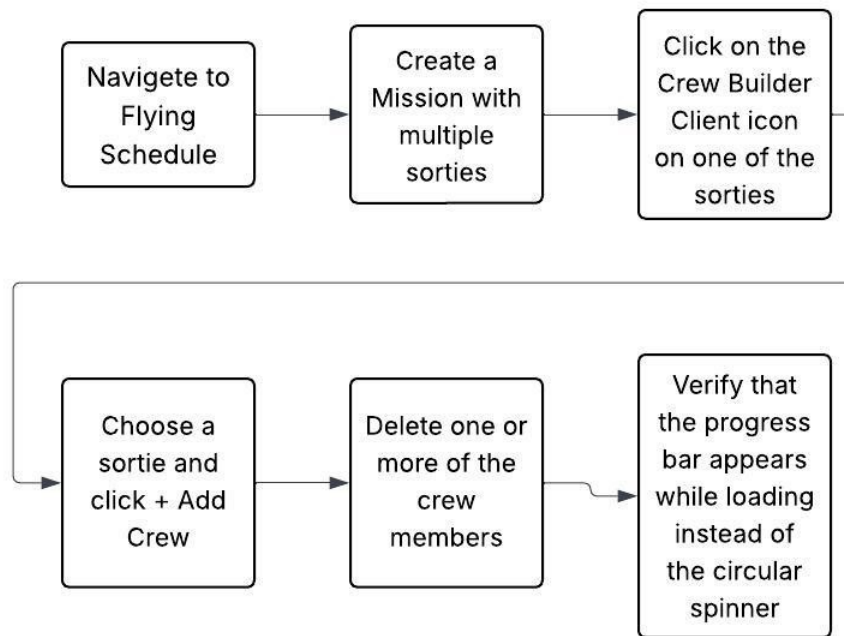 Navigete to
Flying
Schedule
Create a
Mission with
multiple
sorties
Click on the
Crew Builder
Client icon
on one of the
sorties
Choose a
sortie and
click + Add
Crew
Delete one or
more of the
crew
members
Verify that
the progress
bar appears
while loading
instead of
the circular
spinner